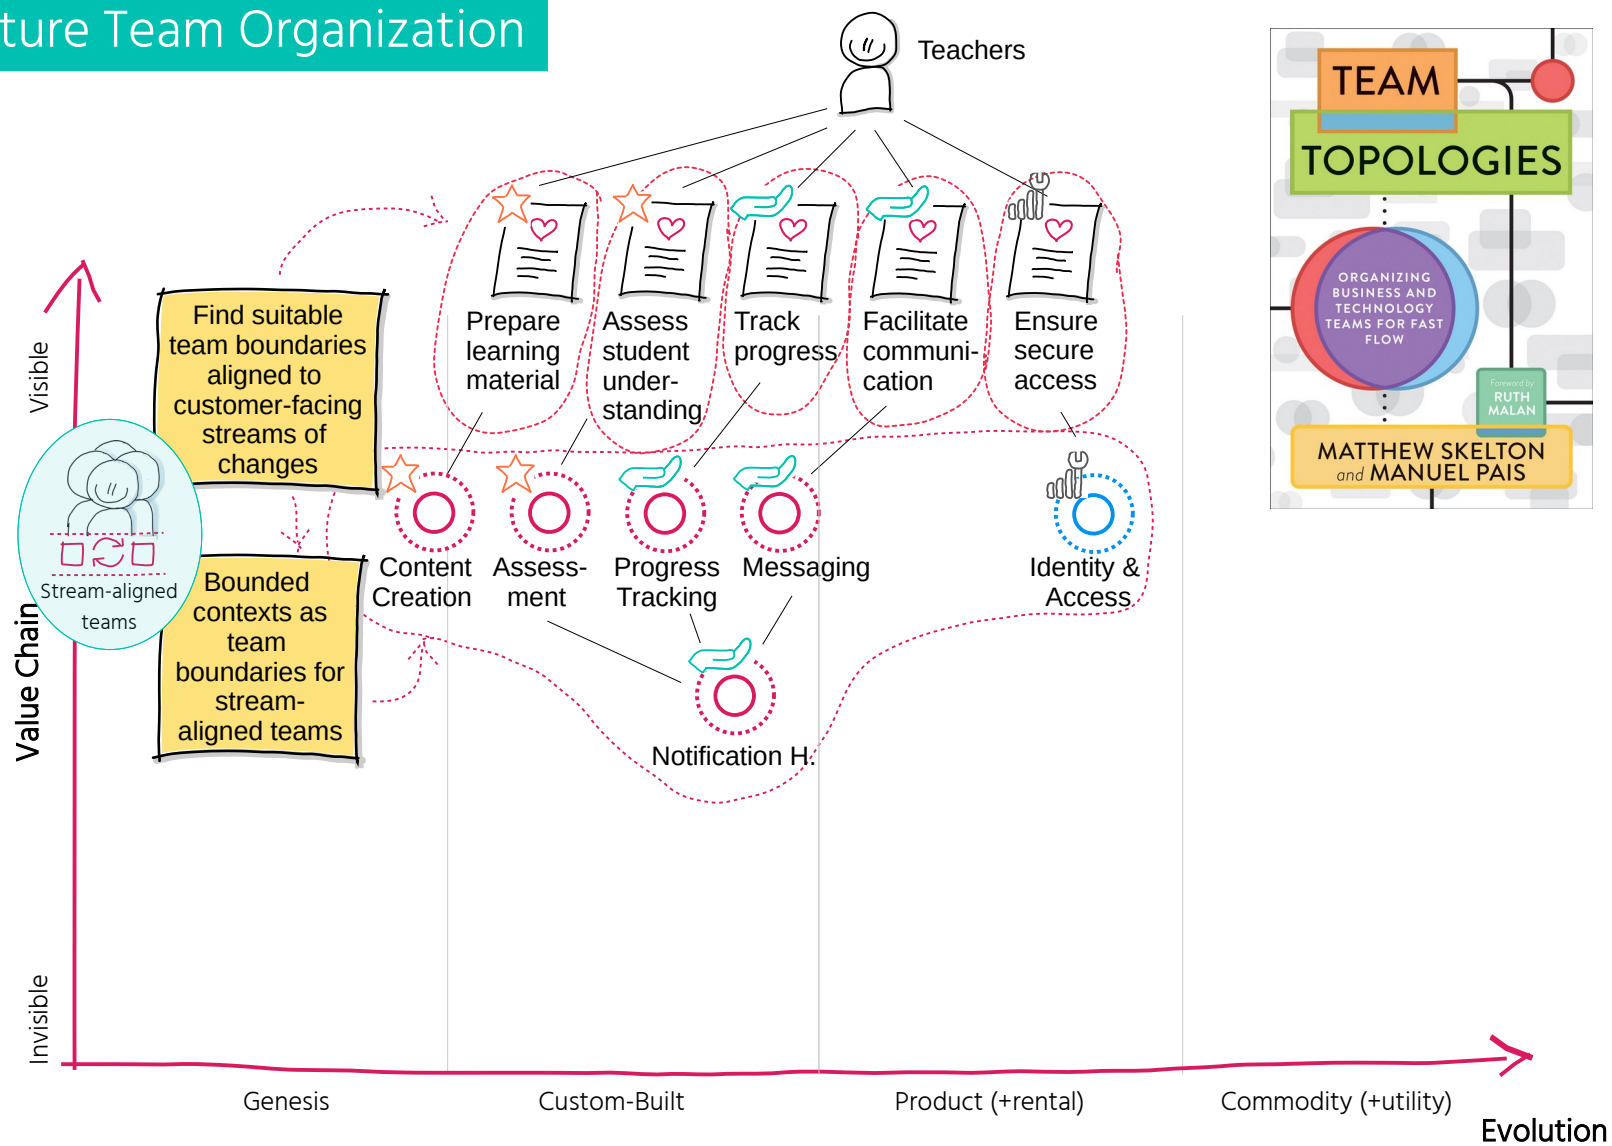 ture Team Organization
Teachers
TEAM
TOPOLOGIES
ORGANIZING
BUSINESS AND
TECHNOLOGY
TEAMS FOR FAST
FLOW
Foreword by
RUTH
MALAN
MATTHEW SKELTON
and MANUEL PAIS
Find suitable
team boundaries
aligned to
customer-facing
streams of
changes
Prepare
learning
material
Assess
student
under-
standing
Track
progress
Facilitate
communi-
cation
Ensure
secure
access
Visible
Stream-aligned
teams
Value Chain
Bounded
contexts as
team
boundaries for
stream-
aligned teams
Content
Creation
Assess-
ment
Progress
Tracking
Messaging
Identity &
Access
Notification H.
Invisible
Genesis
Custom-Built
Product (+rental)
Commodity (+utility)
Evolution